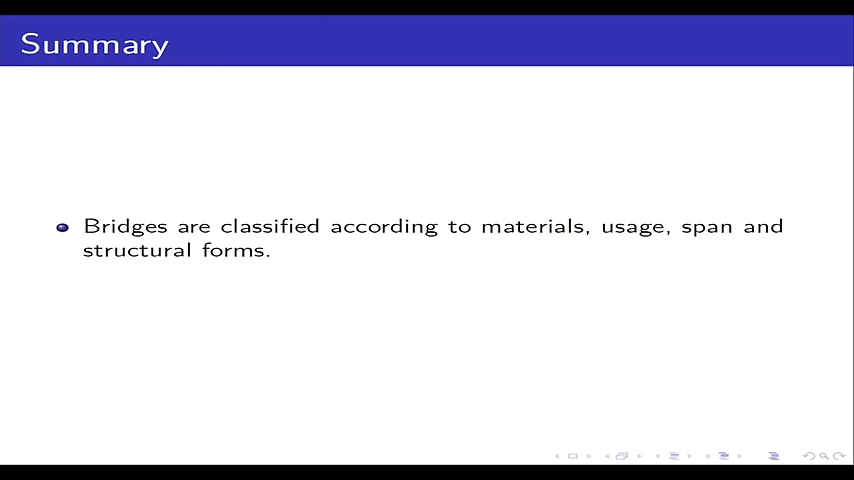 Summary
Bridges are classified according to materials, usage, span and
structural forms.